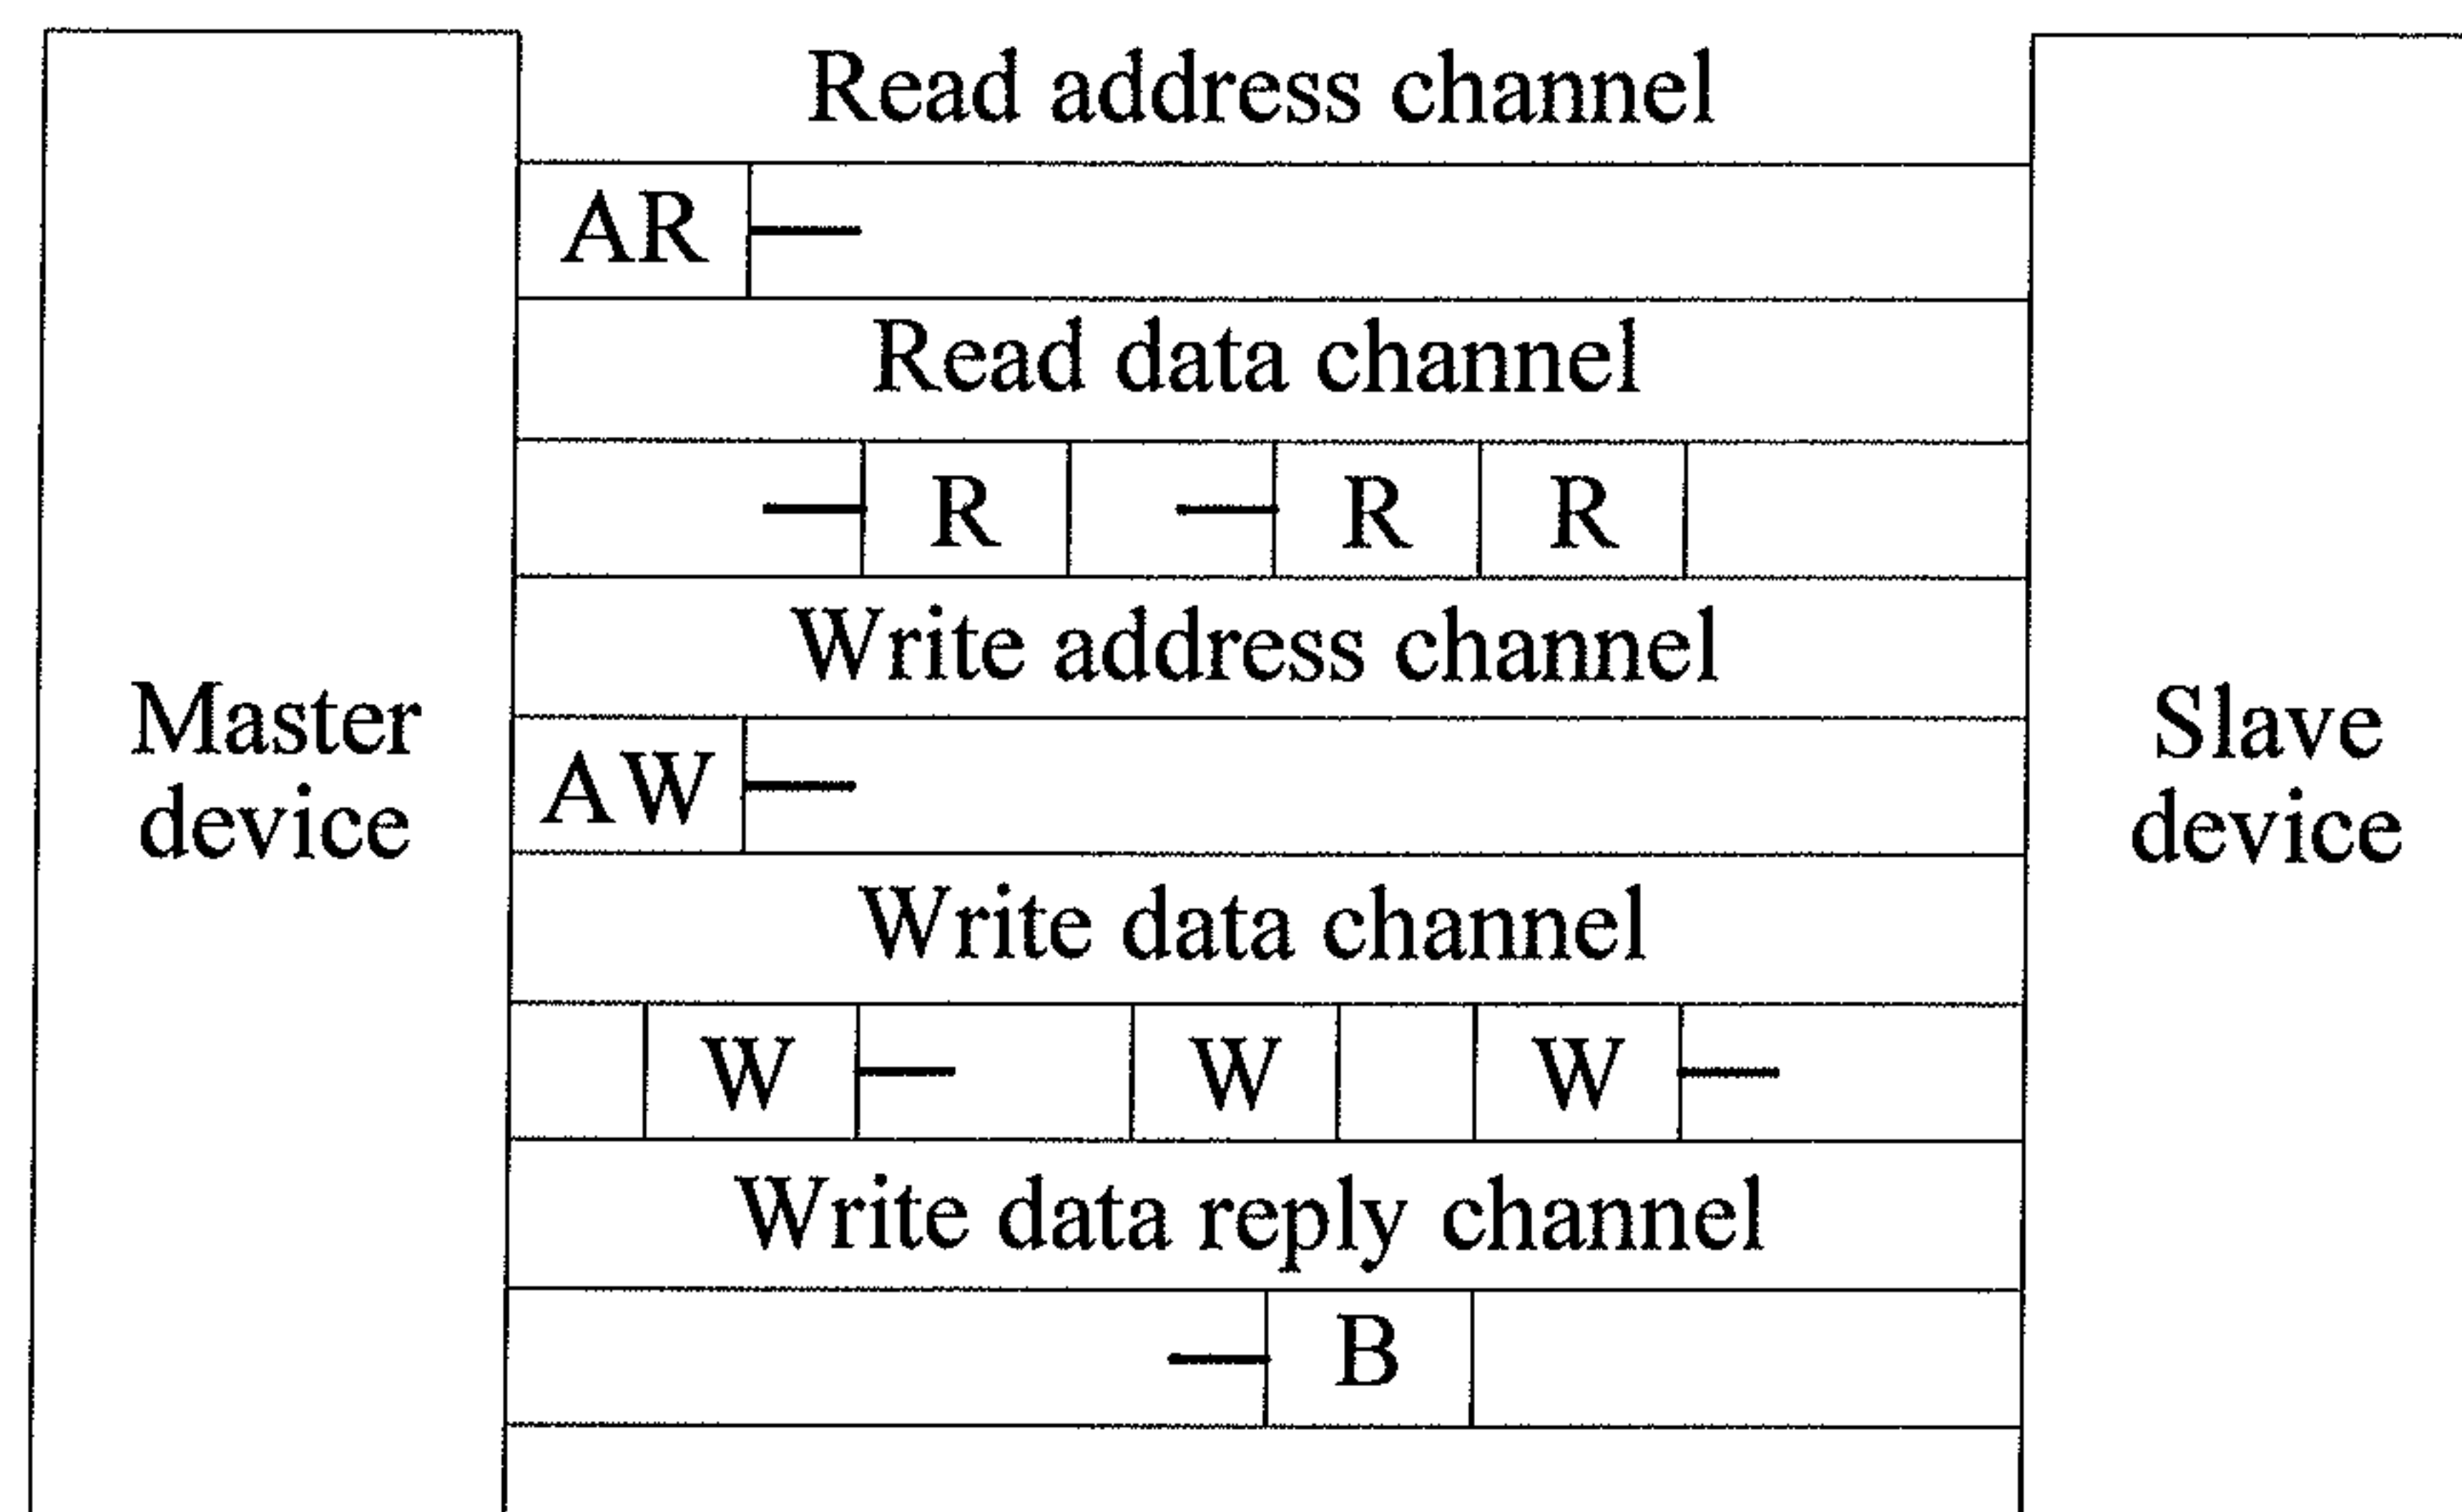 Read address channel
AR
Read data channel
R R R
Write address channel
Master
device
Slave
device
AW
Write data channel
W W W
Write data reply channel
B